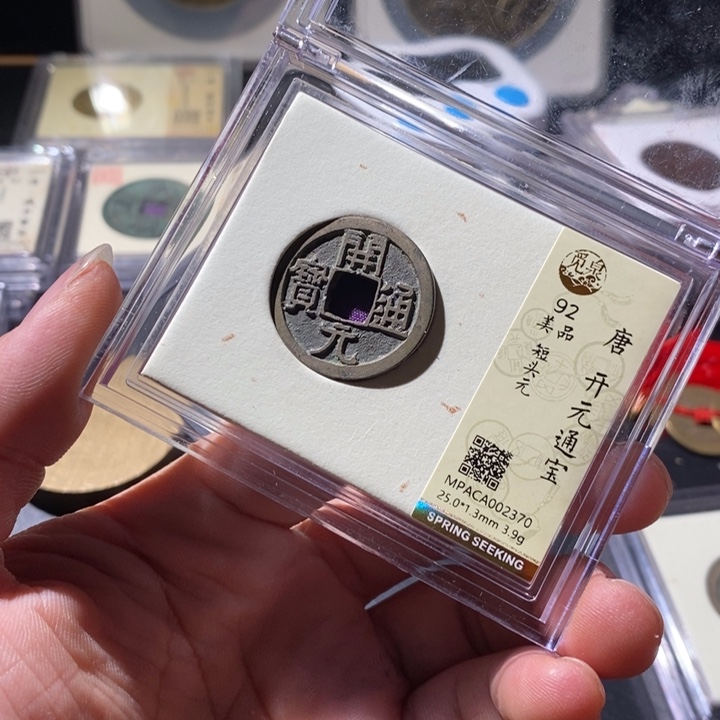 開
通
元
寶
觅泉
92
美品
短头元
唐 开元通宝
MPACA002370
25.0*1.3mm 3.9g
SPRING SEEKING